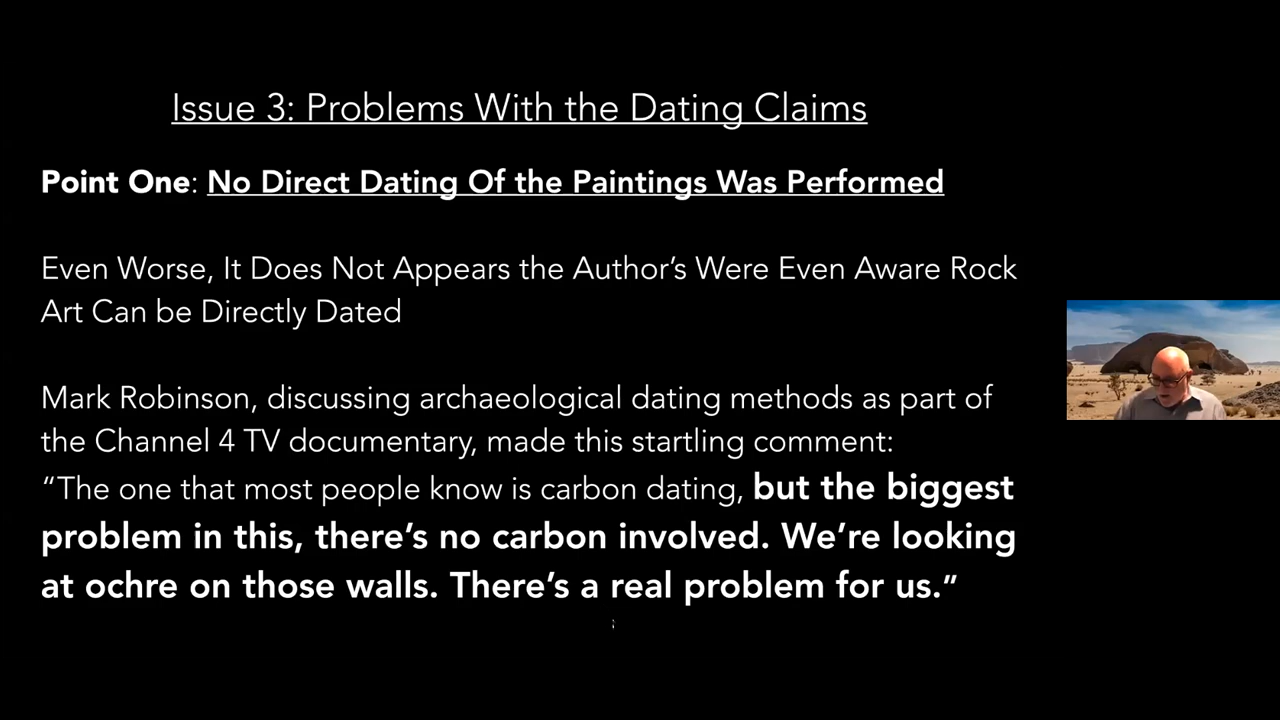 Issue 3: Problems With the Dating Claims
Point One: No Direct Dating Of the Paintings Was Performed
Even Worse, It Does Not Appears the Author's Were Even Aware Rock
Art Can be Directly Dated
Mark Robinson, discussing archaeological dating methods as part of
the Channel 4 TV documentary, made this startling comment:
“The one that most people know is carbon dating, but the biggest
problem in this, there's no carbon involved. We're looking
at ochre on those walls. There's a real problem for us.”